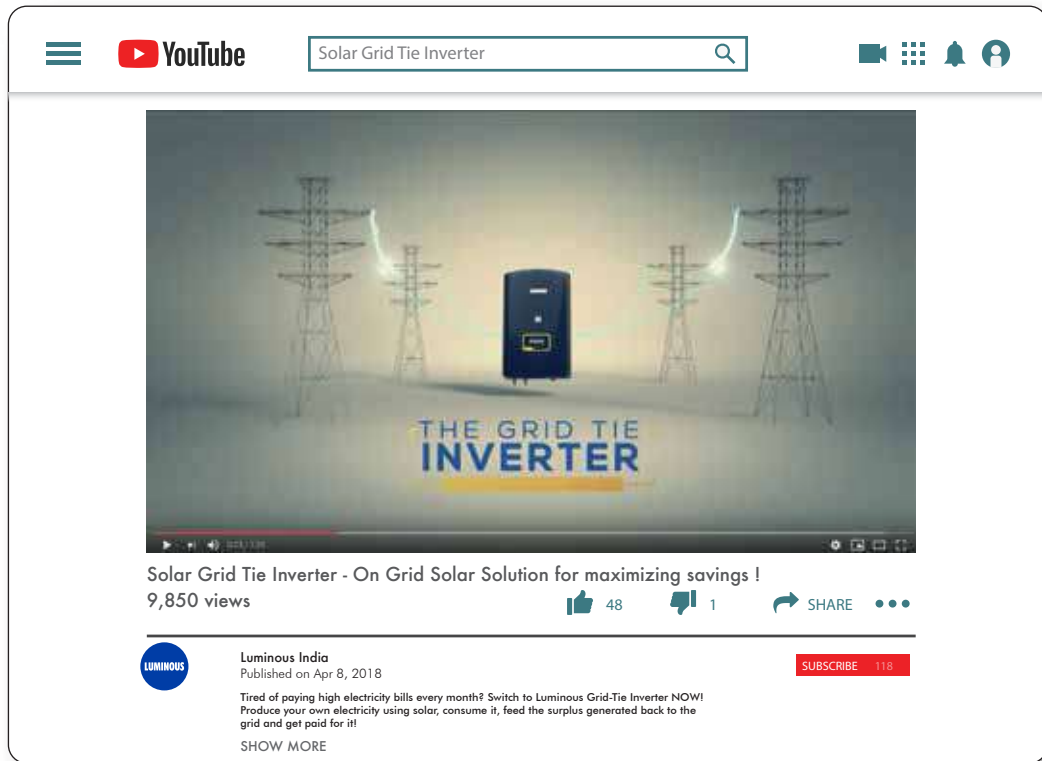 YouTube
Solar Grid Tie Inverter
THE GRID TIE
INVERTER
Solar Grid Tie Inverter - On Grid Solar Solution for maximizing savings !
9,850 views
48
1
SHARE
LUMINOUS
Luminous India
Published on Apr 8, 2018
SUBSCRIBE 118
Tired of paying high electricity bills every month? Switch to Luminous Grid-Tie Inverter NOW!
Produce your own electricity using solar, consume it, feed the surplus generated back to the
grid and get paid for it!
SHOW MORE